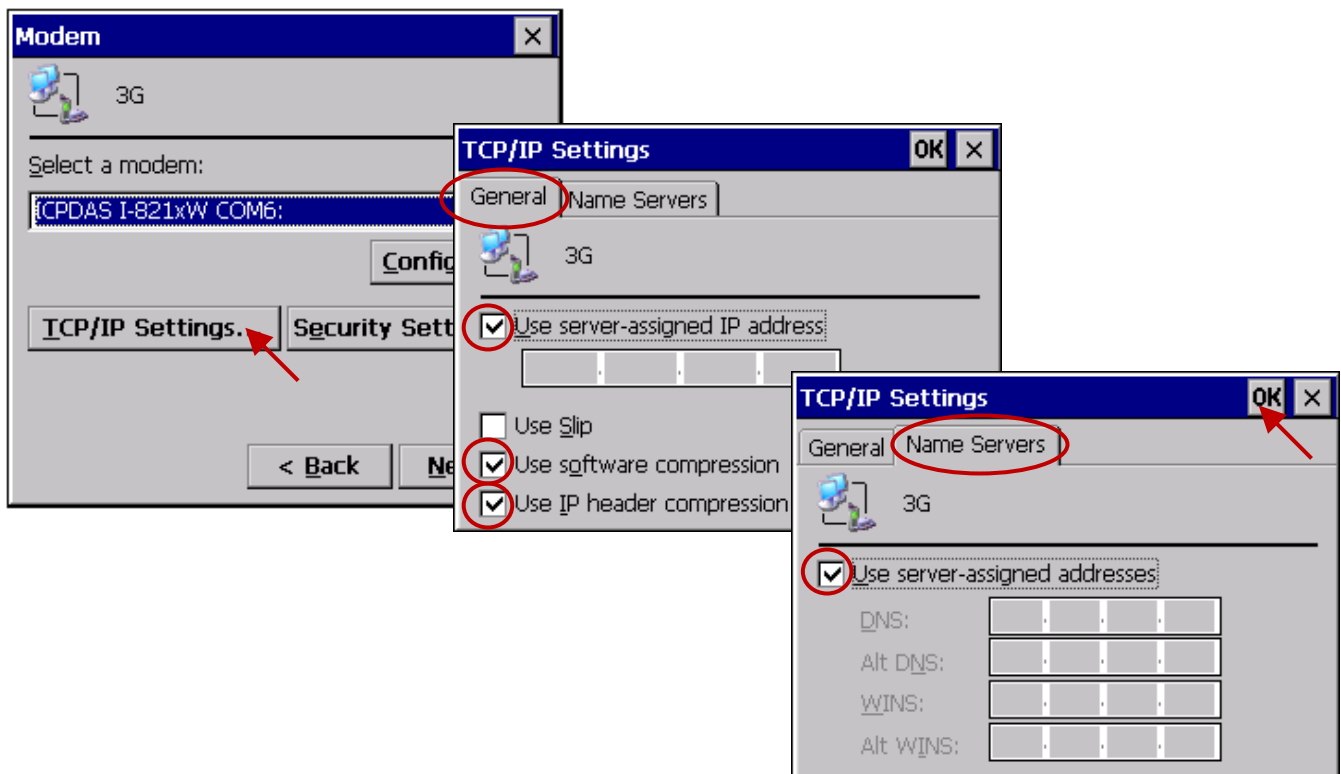 Modem
3G
Select a modem:
ICPDAS I-821xW COM6:
Config
TCP/IP Settings...
Security Sett
< Back
Ne
TCP/IP Settings
OK
General
Name Servers
3G
Use server-assigned IP address
Use Slip
Use software compression
Use IP header compression
TCP/IP Settings
OK
General
Name Servers
3G
Use server-assigned addresses
DNS:
Alt DNS:
WINS:
Alt WINS: